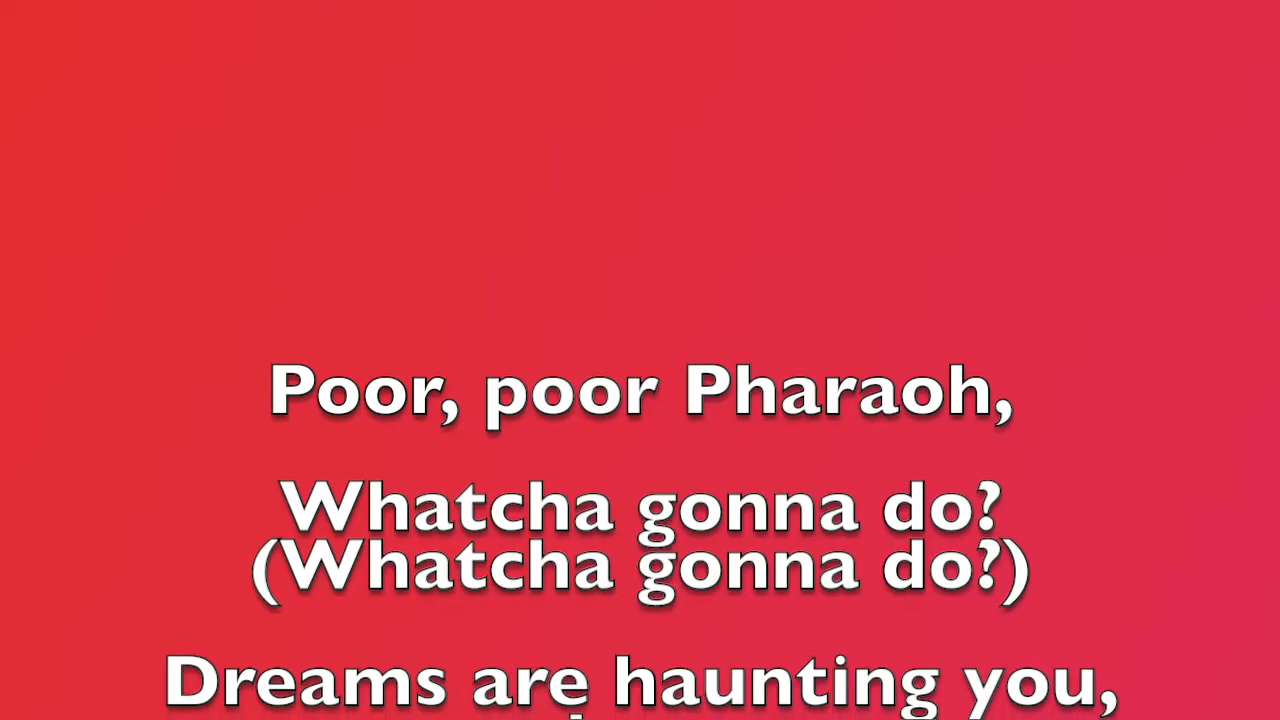 Poor, poor Pharaoh,
Whatcha gonna do?
(Whatcha gonna do?)
Dreams are haunting you,